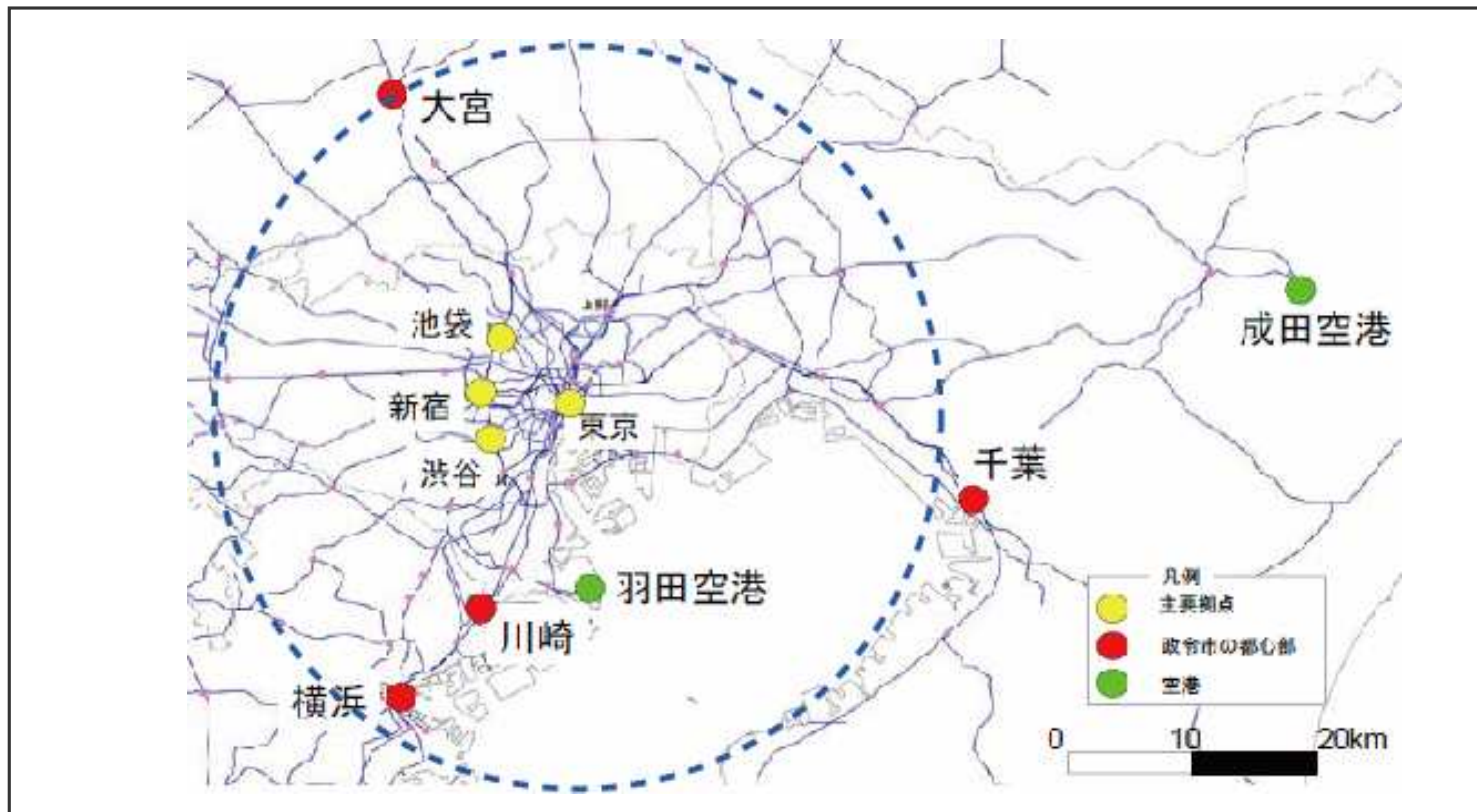 大宮
池袋
成田空港
新宿
東京
渋谷
千葉
羽田空港
川崎
横浜
凡例
主要拠点
政令市の都心部
空港
0 10 20km